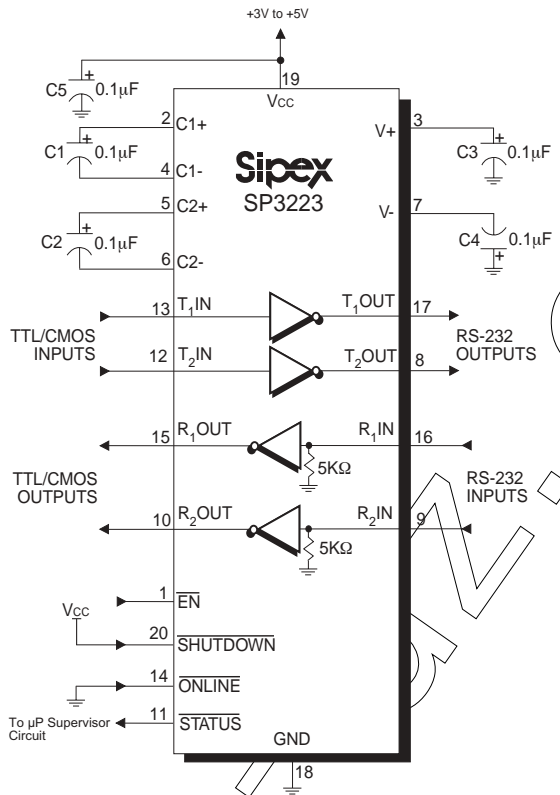 +3V to +5V
19
VCC
C5
+
0.1µF
2
C1+
C1
+
0.1µF
4
C1-
5
C2+
C2
+
0.1µF
6
C2-
Sipex
SP3223
V+
3
+
C3
0.1µF
V-
7
C4
0.1µF
+
TTL/CMOS
INPUTS
13
T1IN
T1OUT
17
12
T2IN
T2OUT
8
RS-232
OUTPUTS
TTL/CMOS
OUTPUTS
15
R1OUT
R1IN
16
5KΩ
10
R2OUT
R2IN
9
5KΩ
RS-232
INPUTS
1
EN
VCC
20
SHUTDOWN
14
ONLINE
To µP Supervisor
Circuit
11
STATUS
GND
18